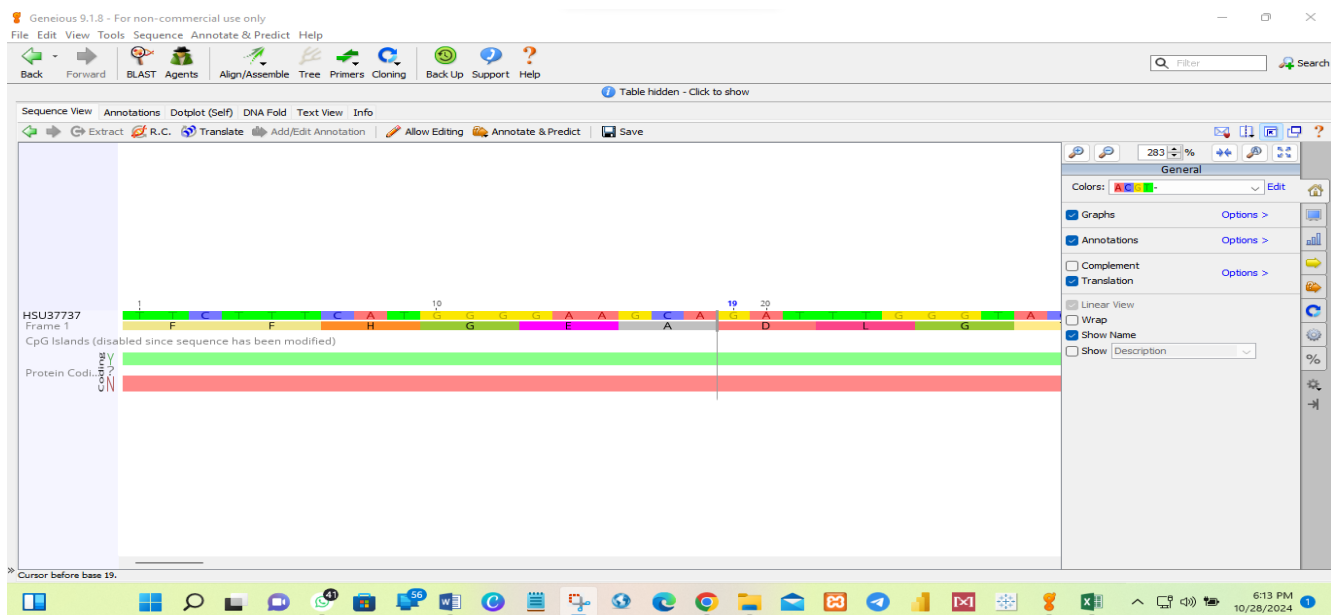 Geneious 9.1.8 - For non-commercial use only
File Edit View Tools Sequence Annotate & Predict Help
Back Forward BLAST Agents Align/Assemble Tree Primers Cloning Back Up Support Help
Filter Search
Table hidden - Click to show
Sequence View Annotations Dotplot (Self) DNA Fold Text View Info
Extract R.C. Translate Add/Edit Annotation Allow Editing Annotate & Predict Save
283 %
General
Colors: A C G T - Edit
Graphs Options >
Annotations Options >
Complement
Translation Options >
Linear View
Wrap
Show Name
Show Description
1 10 19 20
HSU37737 T T C T T T C A T G G G G A A G C A G A T T T G G G T A
Frame 1 F F H G E A D L G
CpG Islands (disabled since sequence has been modified)
Protein Codi...
Coding
Y
?
N
Cursor before base 19.
41
56
6:13 PM
10/28/2024
1